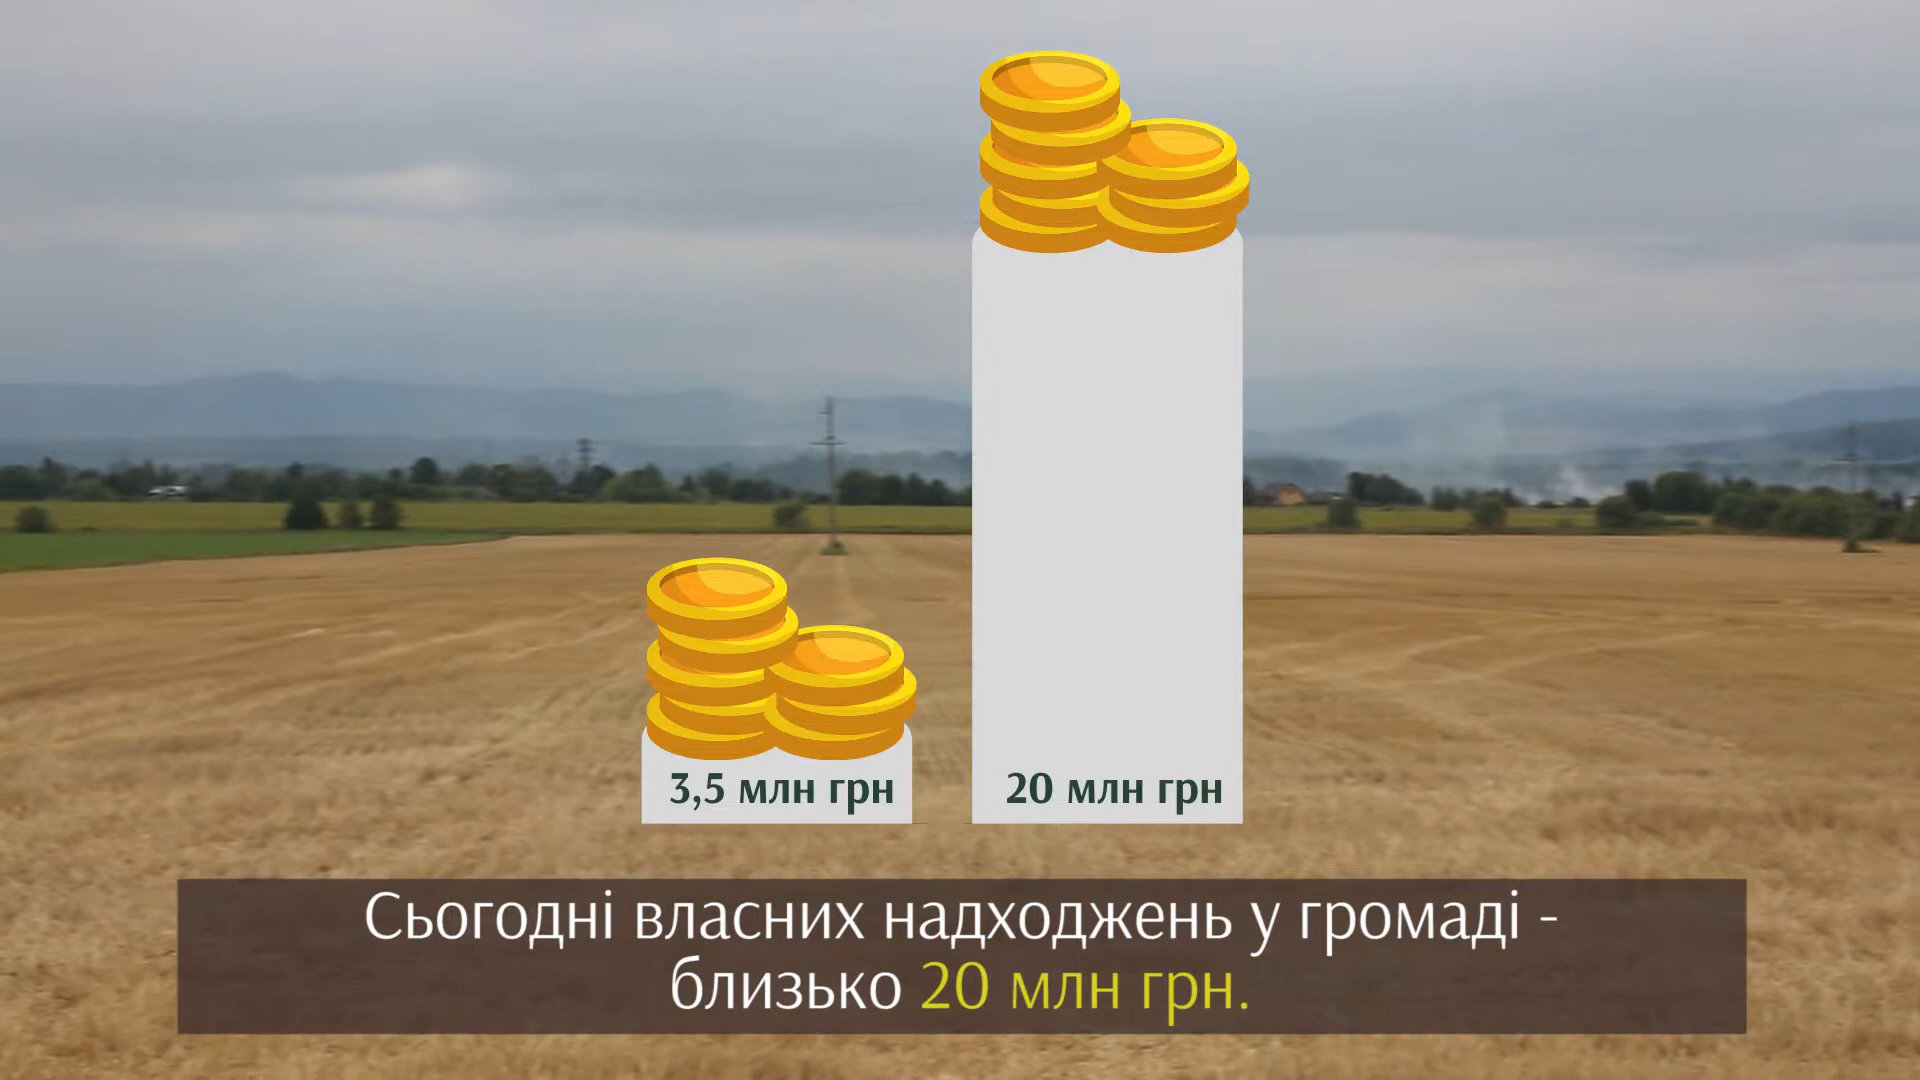 3,5 млн грн
20 млн грн
Сьогодні власних надходжень у громаді -
близько 20 млн грн.